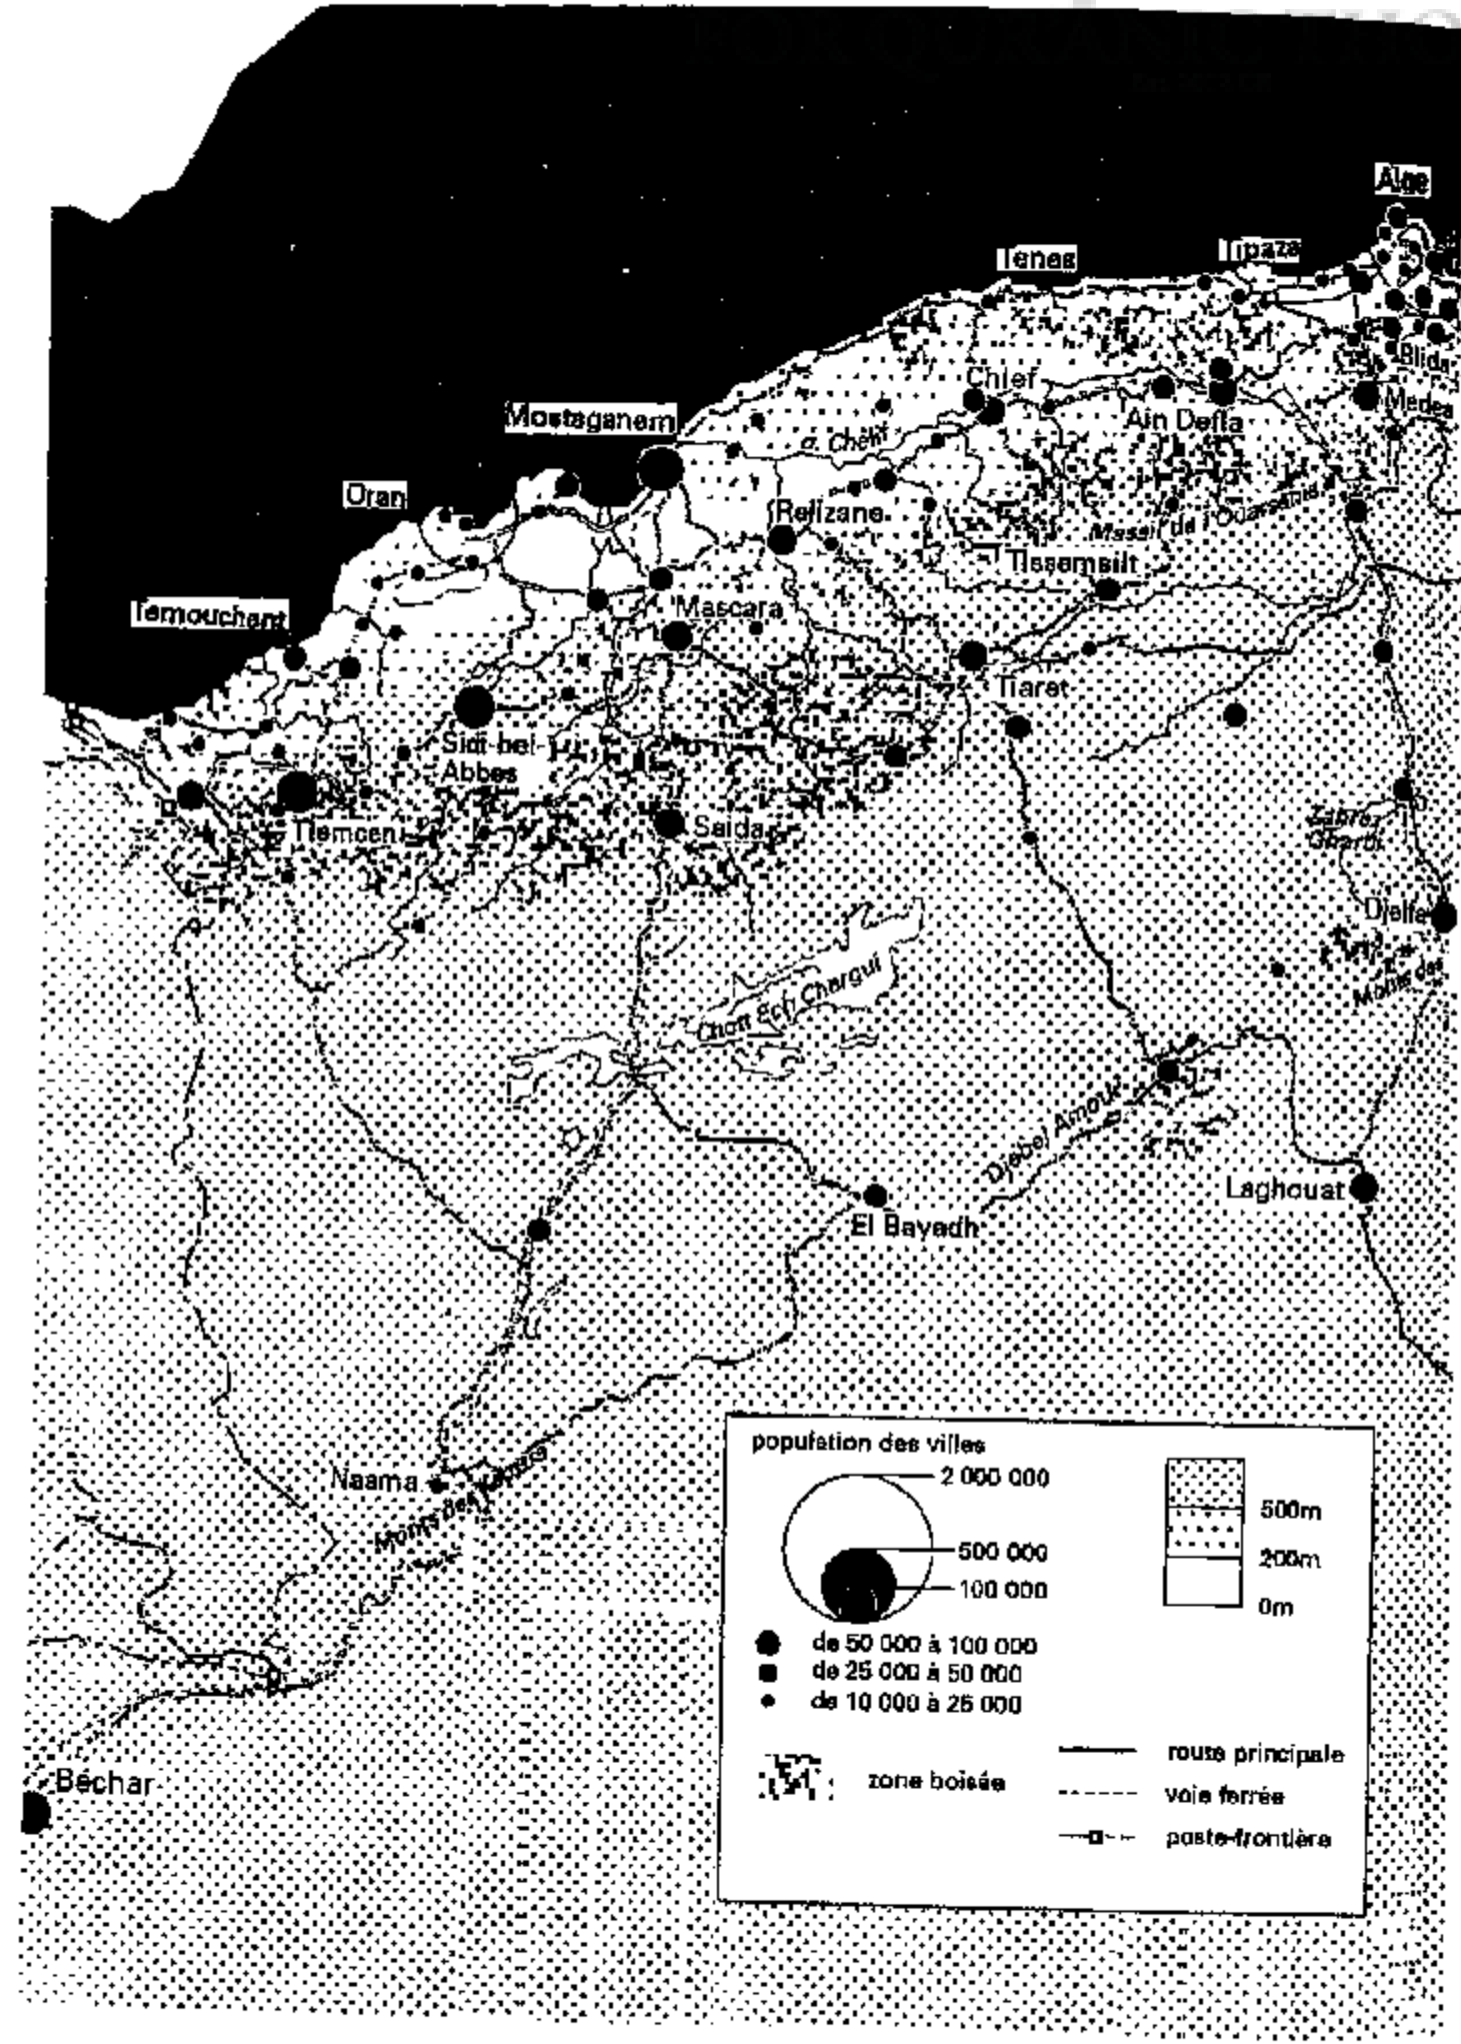 Alge
Tipaza
Tenes
Blida
Chlef
Medea
Mostaganem
Ain Defla
o. Chelif
Oran
Relizane
Massif de l'Ouarsenis
Tissemsilt
Temouchent
Mascara
Tiaret
Sidi-bel-
Abbes
Tlemcen
Saida
Zahrez
Gharbi
Djelfa
Monts des
Chott Ech Chergui
Djebel Amour
Laghouat
El Bayadh
Naama
Monts des
Béchar
population des villes
2 000 000
500 000
100 000
de 50 000 à 100 000
de 25 000 à 50 000
de 10 000 à 25 000
zone boisée
500m
200m
0m
route principale
voie ferrée
poste-frontière